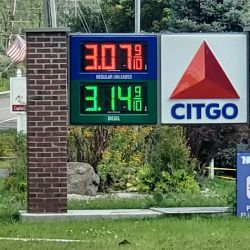 3.07 9/10
REGULAR UNLEADED
3.14 9/10
DIESEL
CITGO